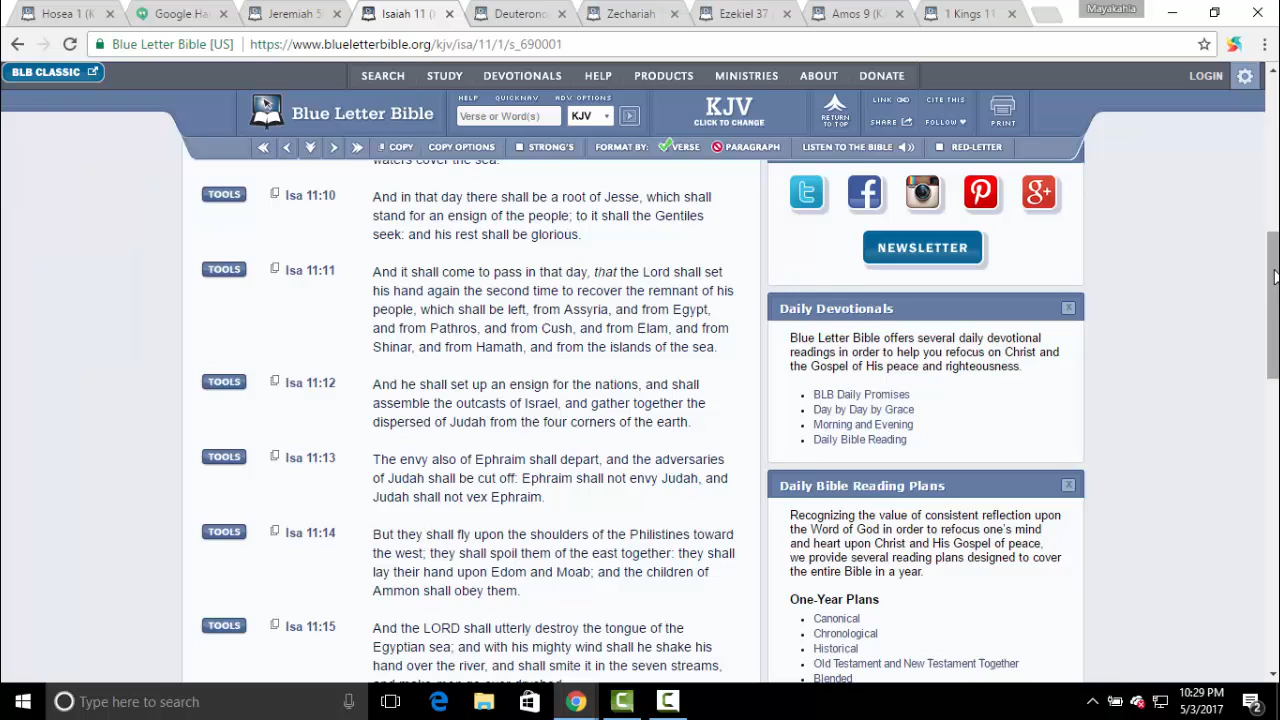 Hosea 1 (K
Google Ha
Jeremiah 5
Isaiah 11 (
Deuterono
Zechariah
Ezekiel 37
Amos 9 (K
1 Kings 11
Mayakahla
Blue Letter Bible [US]
https://www.blueletterbible.org/kjv/isa/11/1/s_690001
BLB CLASSIC
SEARCH STUDY DEVOTIONALS HELP PRODUCTS MINISTRIES ABOUT DONATE
LOGIN
Blue Letter Bible
HELP QUICKNAV ADV. OPTIONS
Verse or Word(s)
KJV
KJV
CLICK TO CHANGE
RETURN
TO TOP
LINK CITE THIS
SHARE FOLLOW
PRINT
COPY COPY OPTIONS STRONG'S FORMAT BY: VERSE PARAGRAPH LISTEN TO THE BIBLE RED-LETTER
waters cover the sea.
TOOLS Isa 11:10
And in that day there shall be a root of Jesse, which shall
stand for an ensign of the people; to it shall the Gentiles
seek: and his rest shall be glorious.
TOOLS Isa 11:11
And it shall come to pass in that day, that the Lord shall set
his hand again the second time to recover the remnant of his
people, which shall be left, from Assyria, and from Egypt,
and from Pathros, and from Cush, and from Elam, and from
Shinar, and from Hamath, and from the islands of the sea.
TOOLS Isa 11:12
And he shall set up an ensign for the nations, and shall
assemble the outcasts of Israel, and gather together the
dispersed of Judah from the four corners of the earth.
TOOLS Isa 11:13
The envy also of Ephraim shall depart, and the adversaries
of Judah shall be cut off: Ephraim shall not envy Judah, and
Judah shall not vex Ephraim.
TOOLS Isa 11:14
But they shall fly upon the shoulders of the Philistines toward
the west; they shall spoil them of the east together: they shall
lay their hand upon Edom and Moab; and the children of
Ammon shall obey them.
TOOLS Isa 11:15
And the LORD shall utterly destroy the tongue of the
Egyptian sea; and with his mighty wind shall he shake his
hand over the river, and shall smite it in the seven streams,
NEWSLETTER
Daily Devotionals
Blue Letter Bible offers several daily devotional
readings in order to help you refocus on Christ and
the Gospel of His peace and righteousness.
BLB Daily Promises
Day by Day by Grace
Morning and Evening
Daily Bible Reading
Daily Bible Reading Plans
Recognizing the value of consistent reflection upon
the Word of God in order to refocus one's mind
and heart upon Christ and His Gospel of peace,
we provide several reading plans designed to cover
the entire Bible in a year.
One-Year Plans
Canonical
Chronological
Historical
Old Testament and New Testament Together
Blended
Type here to search
10:29 PM
5/3/2017
2